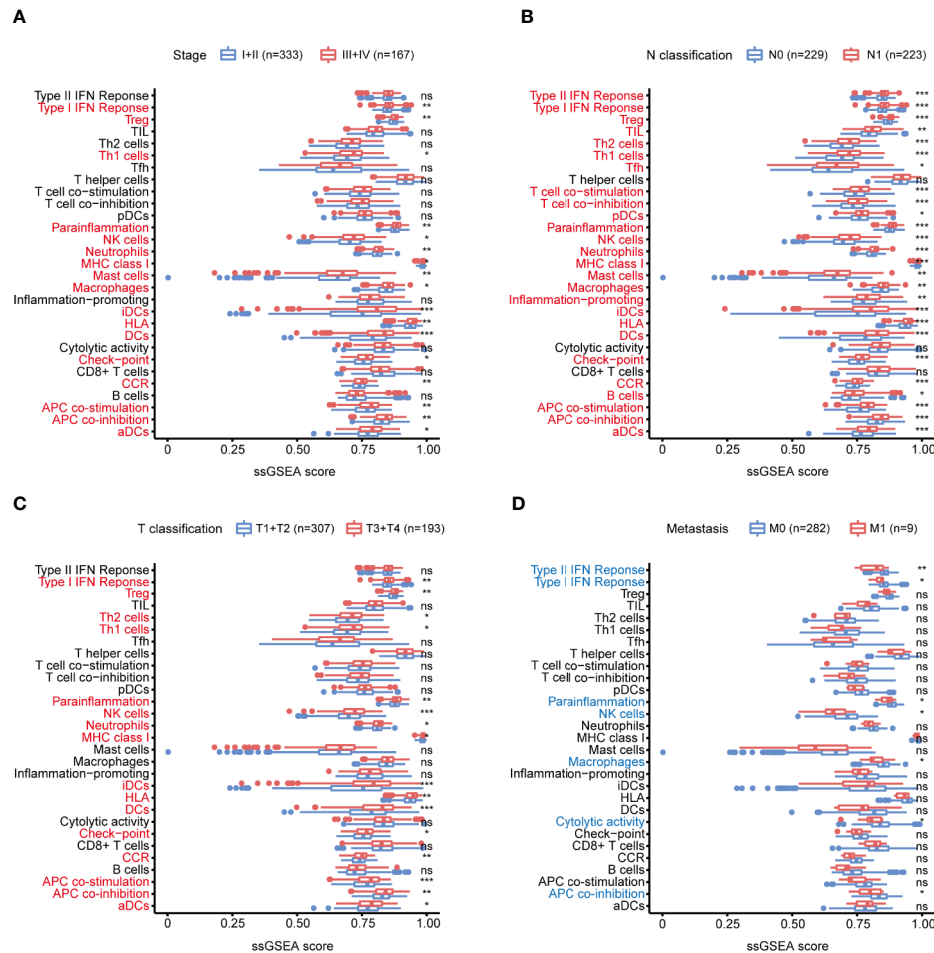 A
Stage I+II (n=333) III+IV (n=167)
Type II IFN Reponse ns
Type I IFN Reponse **
Treg **
TIL ns
Th2 cells ns
Th1 cells *
Tfh ns
T helper cells ns
T cell co−stimulation ns
T cell co−inhibition ns
pDCs ns
Parainflammation **
NK cells *
Neutrophils **
MHC class I *
Mast cells **
Macrophages *
Inflammation−promoting ns
iDCs ***
HLA **
DCs ***
Cytolytic activity ns
Check−point *
CD8+ T cells ns
CCR **
B cells ns
APC co−stimulation **
APC co−inhibition **
aDCs *
0 0.25 0.50 0.75 1.00
ssGSEA score
B
N classification N0 (n=229) N1 (n=223)
Type II IFN Reponse ***
Type I IFN Reponse ***
Treg ***
TIL ***
Th2 cells ***
Th1 cells ***
Tfh *
T helper cells ns
T cell co−stimulation ***
T cell co−inhibition ***
pDCs *
Parainflammation ***
NK cells ***
Neutrophils ***
MHC class I ***
Mast cells **
Macrophages **
Inflammation−promoting **
iDCs ***
HLA ***
DCs ***
Cytolytic activity ns
Check−point ***
CD8+ T cells ns
CCR ***
B cells *
APC co−stimulation ***
APC co−inhibition ***
aDCs ***
0 0.25 0.50 0.75 1.00
ssGSEA score
C
T classification T1+T2 (n=307) T3+T4 (n=193)
Type II IFN Reponse ns
Type I IFN Reponse **
Treg **
TIL ns
Th2 cells *
Th1 cells *
Tfh ns
T helper cells ns
T cell co−stimulation ns
T cell co−inhibition ns
pDCs ns
Parainflammation **
NK cells ***
Neutrophils *
MHC class I *
Mast cells ns
Macrophages ns
Inflammation−promoting ns
iDCs ***
HLA **
DCs ***
Cytolytic activity ns
Check−point *
CD8+ T cells ns
CCR **
B cells ns
APC co−stimulation ***
APC co−inhibition **
aDCs *
0 0.25 0.50 0.75 1.00
ssGSEA score
D
Metastasis M0 (n=282) M1 (n=9)
Type II IFN Reponse **
Type I IFN Reponse *
Treg ns
TIL ns
Th2 cells ns
Th1 cells ns
Tfh ns
T helper cells ns
T cell co−stimulation ns
T cell co−inhibition ns
pDCs ns
Parainflammation *
NK cells *
Neutrophils ns
MHC class I ns
Mast cells ns
Macrophages *
Inflammation−promoting ns
iDCs ns
HLA ns
DCs ns
Cytolytic activity *
Check−point ns
CD8+ T cells ns
CCR ns
B cells ns
APC co−stimulation ns
APC co−inhibition *
aDCs ns
0 0.25 0.50 0.75 1.00
ssGSEA score